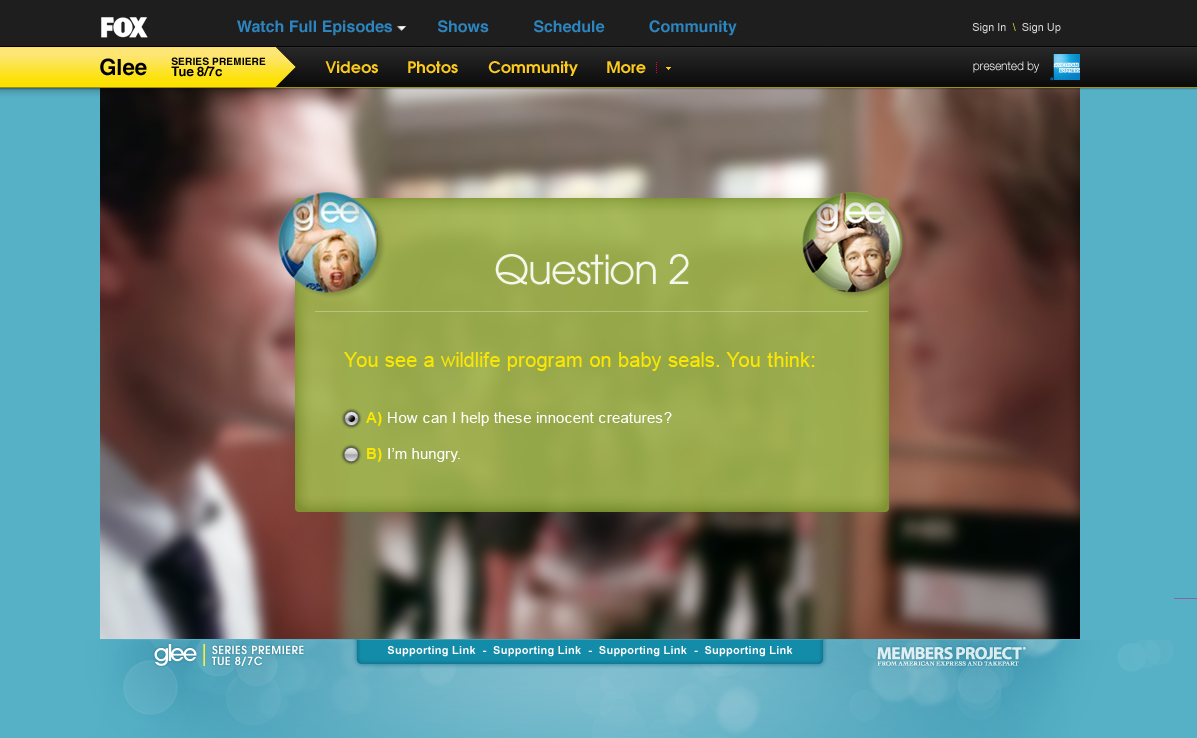 FOX
Watch Full Episodes
Shows
Schedule
Community
Sign In \ Sign Up
Glee
SERIES PREMIERE
Tue 8/7c
Videos
Photos
Community
More
presented by
AMERICAN
EXPRESS
glee
glee
Question 2
You see a wildlife program on baby seals. You think:
A) How can I help these innocent creatures?
B) I'm hungry.
glee
SERIES PREMIERE
TUE 8/7C
Supporting Link - Supporting Link - Supporting Link - Supporting Link
MEMBERS PROJECT
FROM AMERICAN EXPRESS AND TAKEPART